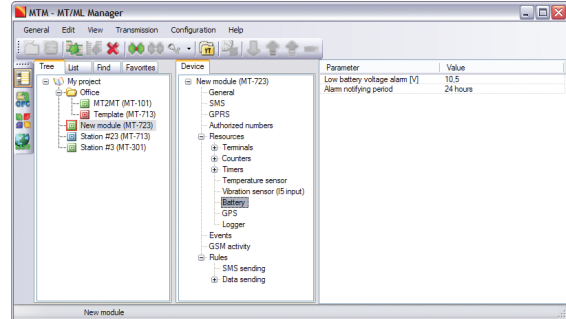 MTM - MT/ML Manager
General Edit View Transmission Configuration Help
Tree List Find Favorites
My project
Office
MT2MT (MT-101)
Template (MT-713)
New module (MT-723)
Station #23 (MT-713)
Station #3 (MT-301)
Device
New module (MT-723)
General
SMS
GPRS
Authorized numbers
Resources
Terminals
Counters
Timers
Temperature sensor
Vibration sensor (I5 input)
Battery
GPS
Logger
Events
GSM activity
Rules
SMS sending
Data sending
Parameter Value
Low battery voltage alarm [V] 10,5
Alarm notifying period 24 hours
OPC
New module